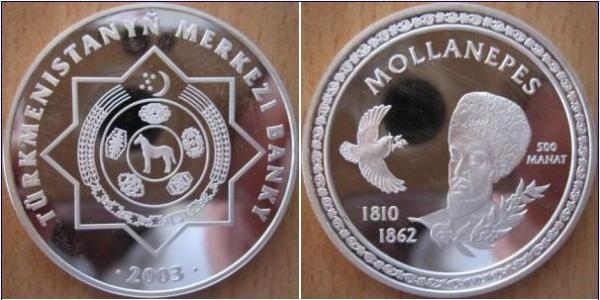 TÜRKMENISTANYŇ MERKEZI BANKY
· 2003 ·
MOLLANEPES
500
MANAT
1810
1862